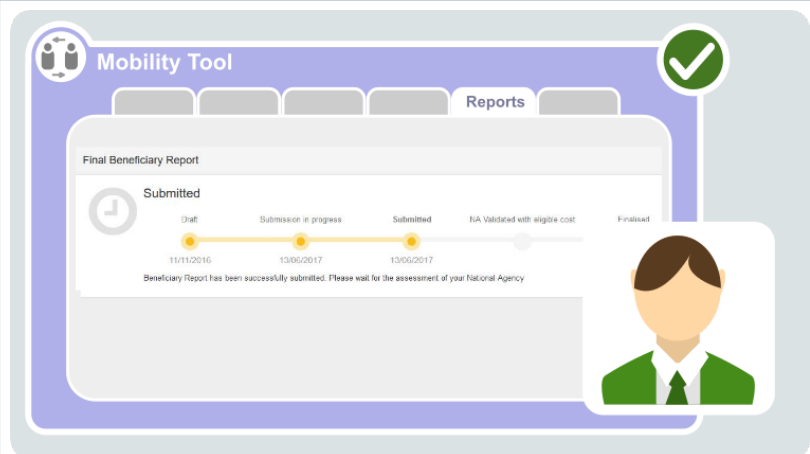 Mobility Tool
Reports
Final Beneficiary Report
Submitted
Draft Submission in progress Submitted NA Validated with eligible cost Finalised
11/11/2016 13/06/2017 13/06/2017
Beneficiary Report has been successfully submitted. Please wait for the assessment of your National Agency